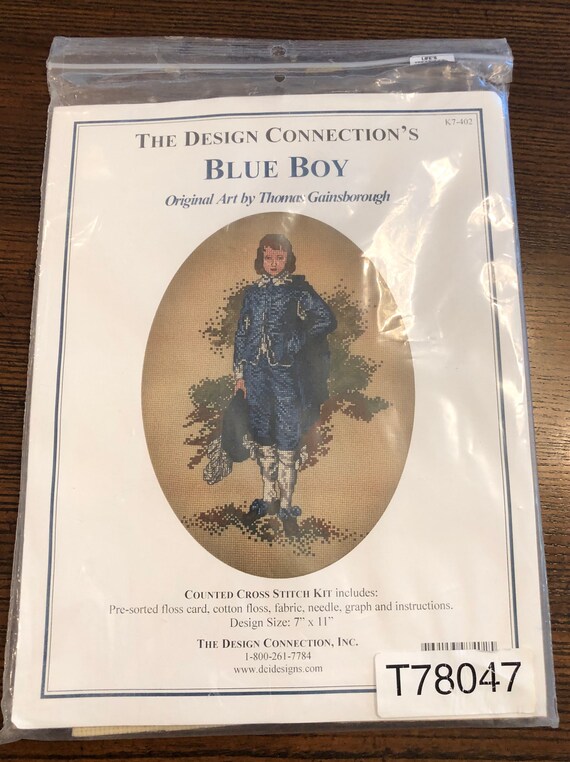 K7-402
THE DESIGN CONNECTION'S
BLUE BOY
Original Art by Thomas Gainsborough
COUNTED CROSS STITCH KIT includes:
Pre-sorted floss card, cotton floss, fabric, needle, graph and instructions.
Design Size: 7" x 11"
THE DESIGN CONNECTION, INC.
1-800-261-7784
www.dcidesigns.com
T78047